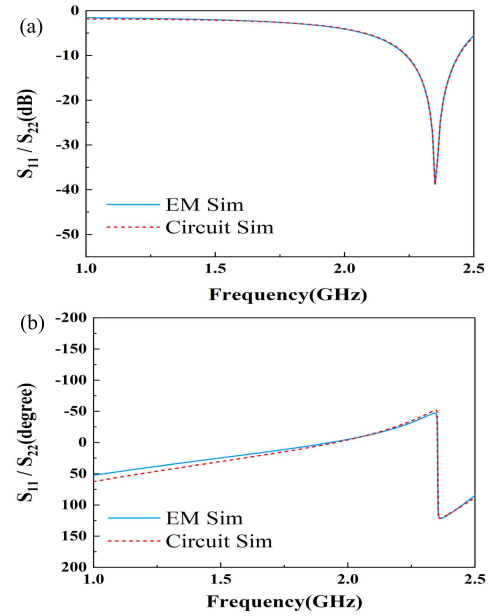 (a)
S11 / S22(dB)
0
-10
-20
-30
-40
-50
EM Sim
Circuit Sim
1.0 1.5 2.0 2.5
Frequency(GHz)
(b)
S11 / S22(degree)
-200
-150
-100
-50
0
50
100
150
200
EM Sim
Circuit Sim
1.0 1.5 2.0 2.5
Frequency(GHz)